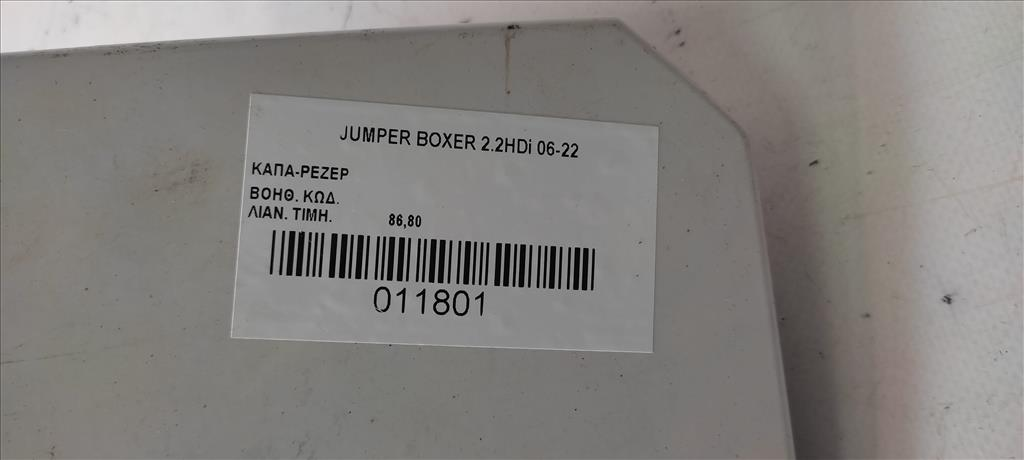 JUMPER BOXER 2.2HDi 06-22
ΚΑΠΑ-ΡΕΖΕΡ
ΒΟΗΘ. ΚΩΔ.
ΛΙΑΝ. ΤΙΜΗ. 86,80
011801